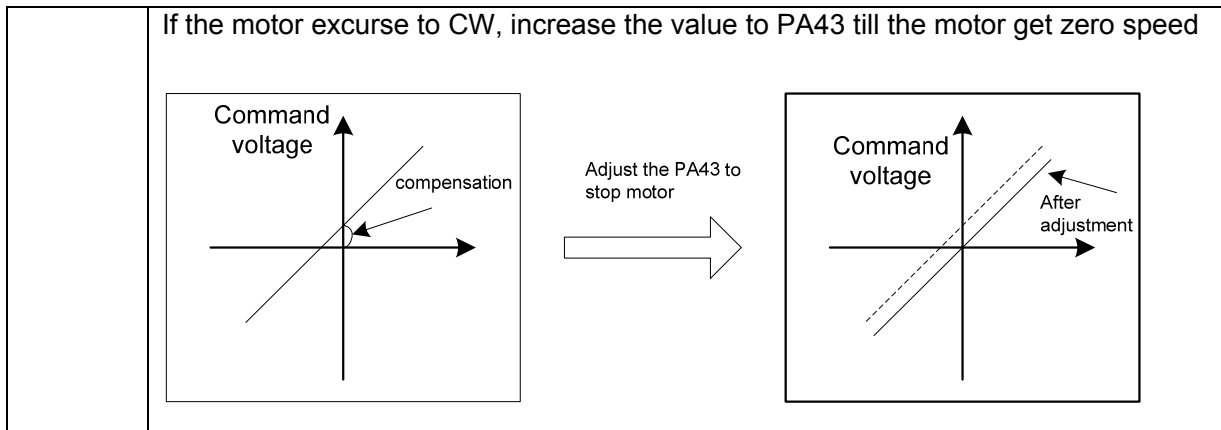 If the motor excurse to CW, increase the value to PA43 till the motor get zero speed
Command
voltage
compensation
Adjust the PA43 to
stop motor
Command
voltage
After
adjustment